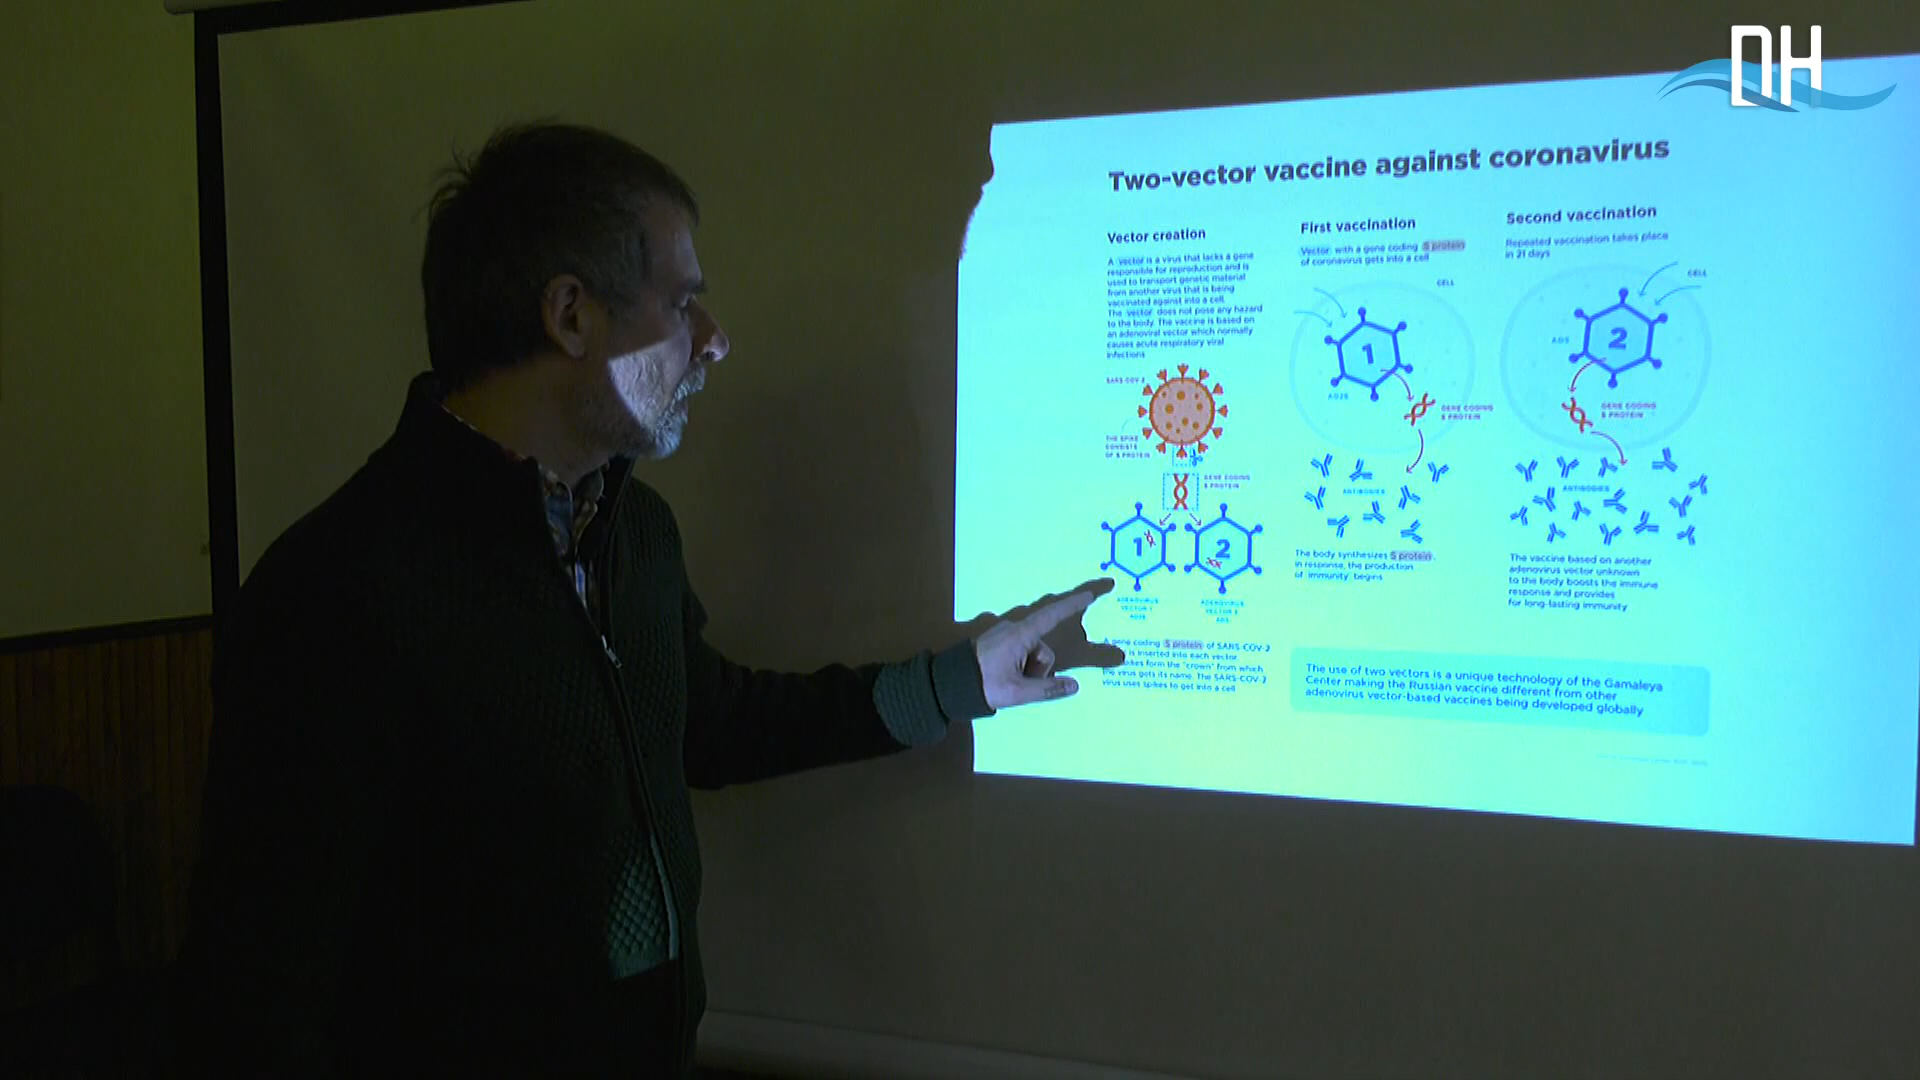 DH
Two-vector vaccine against coronavirus
Vector creation
A vector is a virus that lacks a gene
responsible for reproduction and is
used to transport genetic material
from another virus that is being
vaccinated against into a cell.
The vector does not pose any hazard
to the body. The vaccine is based on
an adenoviral vector which normally
causes acute respiratory viral
infections
SARS-COV-2
THE SPIKE
CONSISTS
OF S PROTEIN
GENE CODING
S PROTEIN
1
2
ADENOVIRUS
VECTOR 1
AD26
ADENOVIRUS
VECTOR 2
AD5
A gene coding S protein of SARS-COV-2
is inserted into each vector
spikes form the "crown" from which
the virus gets its name. The SARS-COV-2
virus uses spikes to get into a cell
First vaccination
Vector with a gene coding S protein
of coronavirus gets into a cell
CELL
1
AD26
GENE CODING
S PROTEIN
ANTIBODIES
The body synthesizes S protein,
in response, the production
of immunity begins
Second vaccination
Repeated vaccination takes place
in 21 days
CELL
AD5
2
GENE CODING
S PROTEIN
ANTIBODIES
The vaccine based on another
adenovirus vector unknown
to the body boosts the immune
response and provides
for long-lasting immunity
The use of two vectors is a unique technology of the Gamaleya
Center making the Russian vaccine different from other
adenovirus vector-based vaccines being developed globally